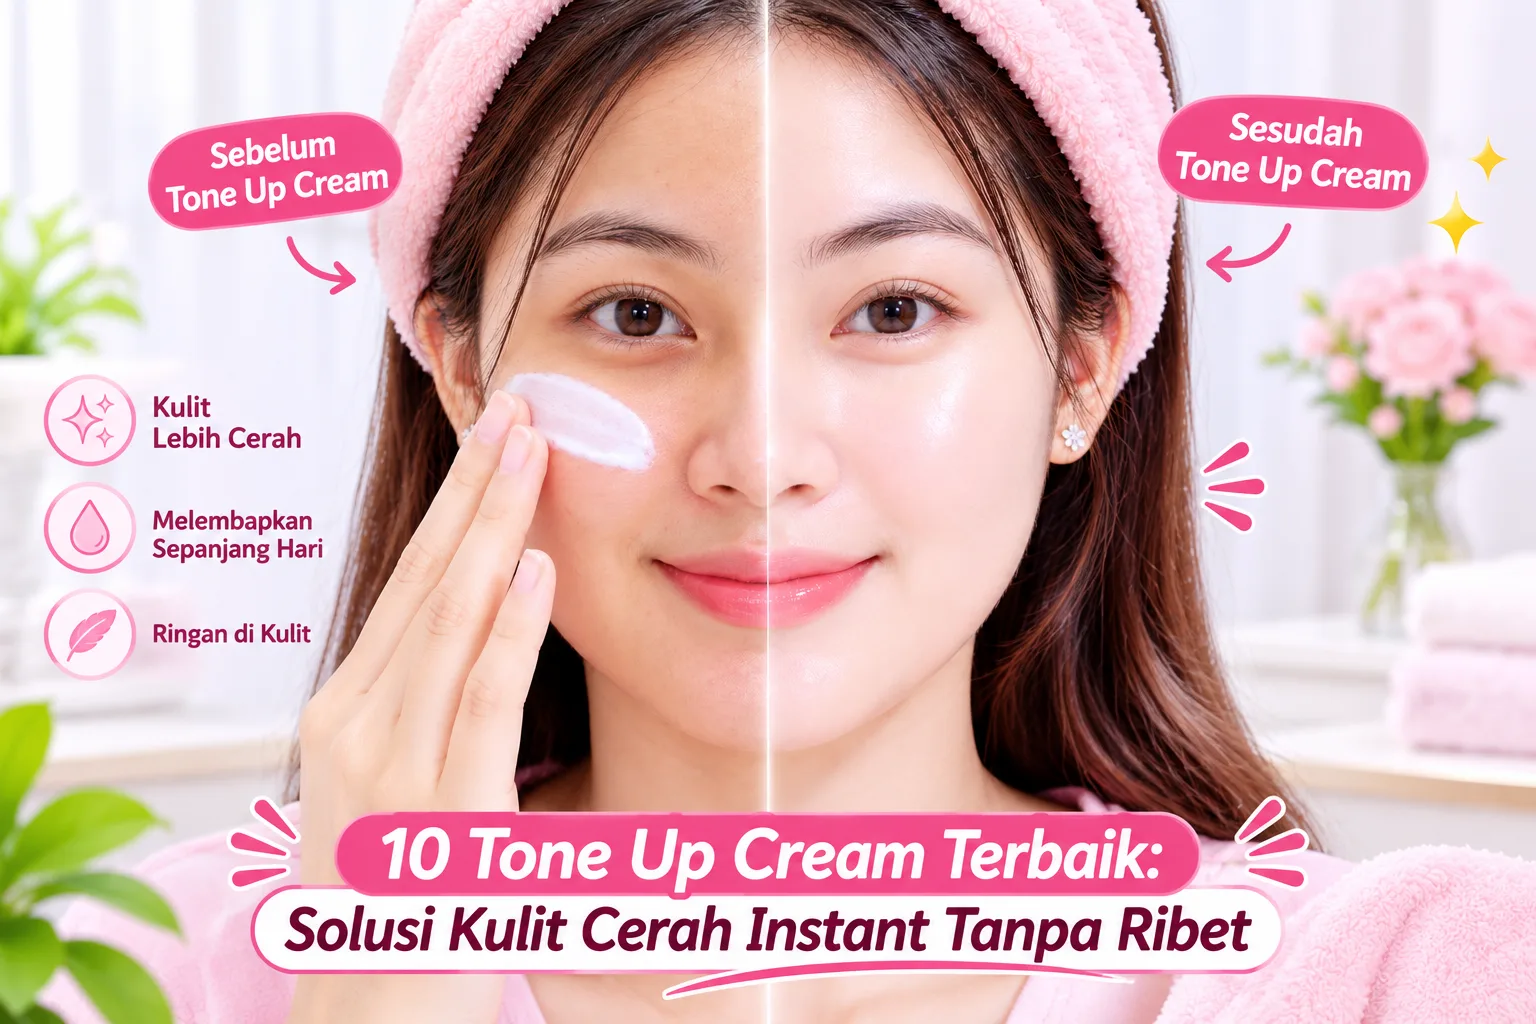 Sebelum
Tone Up Cream
Sesudah
Tone Up Cream
Kulit
Lebih Cerah
Melembapkan
Sepanjang Hari
Ringan di Kulit
10 Tone Up Cream Terbaik:
Solusi Kulit Cerah Instant Tanpa Ribet